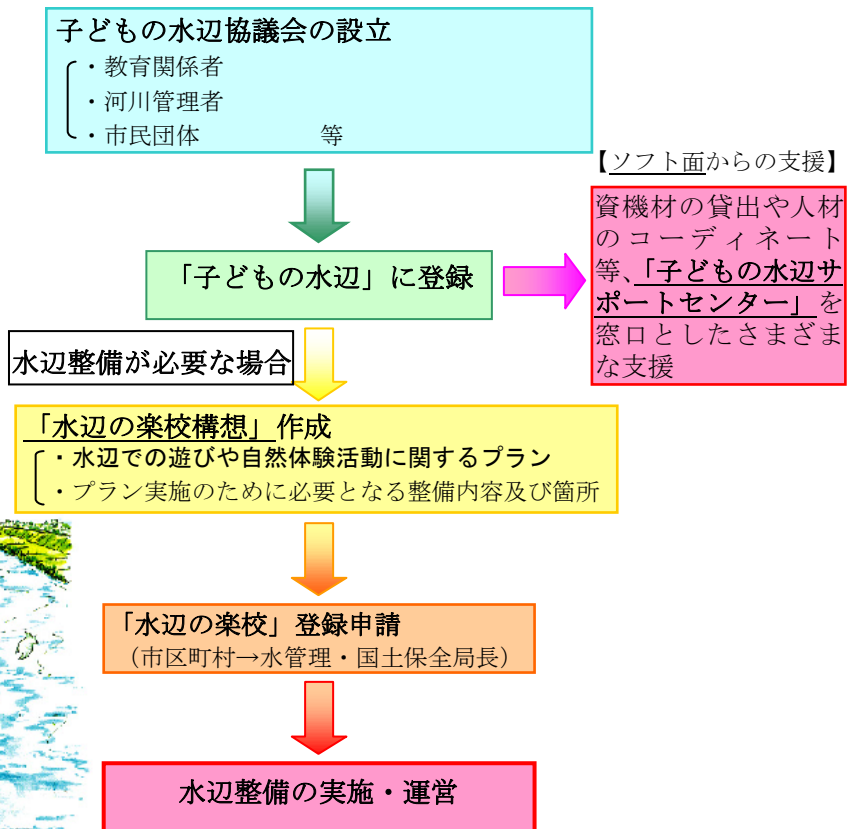 子どもの水辺協議会の設立
・教育関係者
・河川管理者
・市民団体　　　　　等
【ソフト面からの支援】
資機材の貸出や人材
のコーディネート
等、「子どもの水辺サ
ポートセンター」を
窓口としたさまざま
な支援
「子どもの水辺」に登録
水辺整備が必要な場合
「水辺の楽校構想」作成
・水辺での遊びや自然体験活動に関するプラン
・プラン実施のために必要となる整備内容及び箇所
「水辺の楽校」登録申請
（市区町村→水管理・国土保全局長）
水辺整備の実施・運営